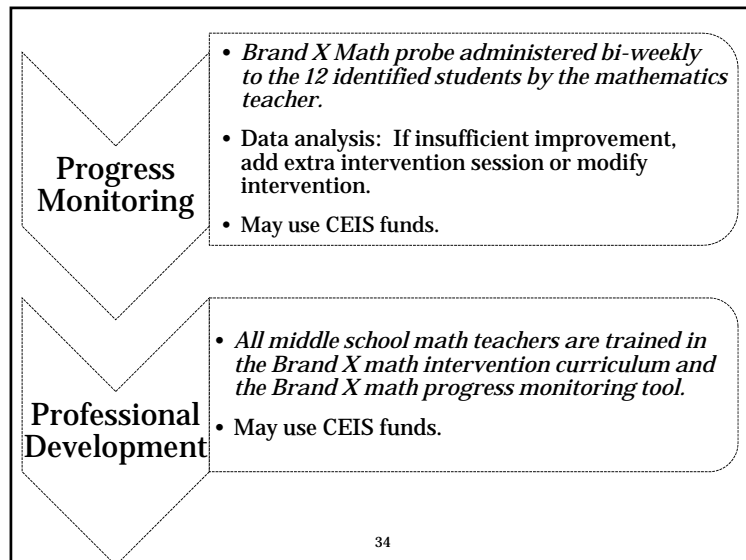 Progress
Monitoring
• Brand X Math probe administered bi-weekly
to the 12 identified students by the mathematics
teacher.
• Data analysis: If insufficient improvement,
add extra intervention session or modify
intervention.
• May use CEIS funds.
Professional
Development
• All middle school math teachers are trained in
the Brand X math intervention curriculum and
the Brand X math progress monitoring tool.
• May use CEIS funds.
34